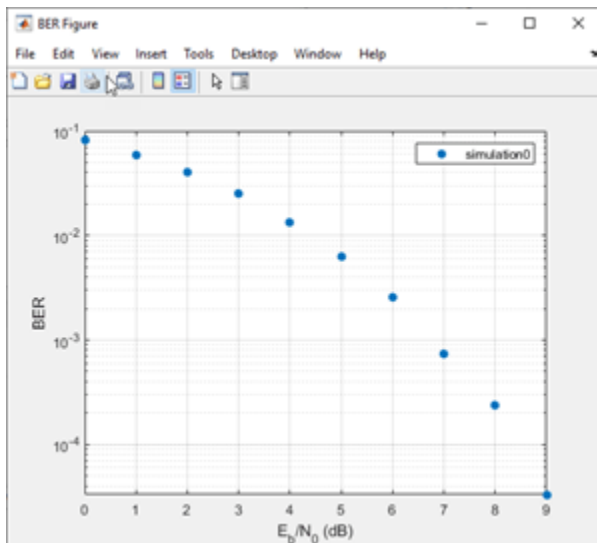 BER Figure
File Edit View Insert Tools Desktop Window Help
simulation0
10^-1
10^-2
10^-3
10^-4
BER
0 1 2 3 4 5 6 7 8 9
E_b/N_0 (dB)